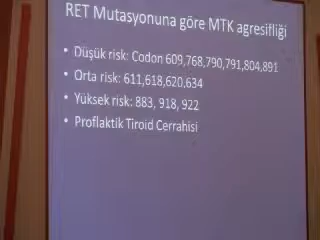 RET Mutasyonuna göre MTK agresifliği
• Düşük risk: Codon 609,768,790,791,804,891
• Orta risk: 611,618,620,634
• Yüksek risk: 883, 918, 922
• Proflaktik Tiroid Cerrahisi